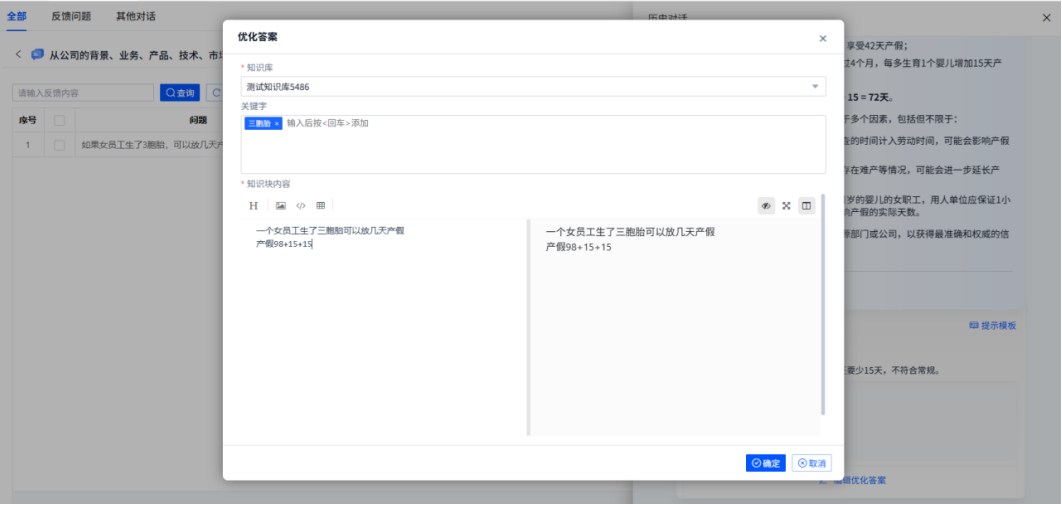 全部 反馈问题 其他对话
历史对话
从公司的背景、业务、产品、技术、市
请输入反馈内容 查询
序号 问题
1 如果女员工生了3胞胎，可以放几天产
优化答案
* 知识库
测试知识库5486
关键字
三胞胎 × 输入后按<回车>添加
* 知识块内容
H
一个女员工生了三胞胎可以放几天产假
产假98+15+15
一个女员工生了三胞胎可以放几天产假
产假98+15+15
确定 取消
享受42天产假；
过4个月，每多生育1个婴儿增加15天产
15 = 72天。
于多个因素，包括但不限于：
的时间计入劳动时间，可能会影响产假
存在难产等情况，可能会进一步延长产
岁的婴儿的女职工，用人单位应保证1小
响产假的实际天数。
部门或公司，以获得最准确和权威的信
提示模板
要少15天，不符合常规。
编辑优化答案